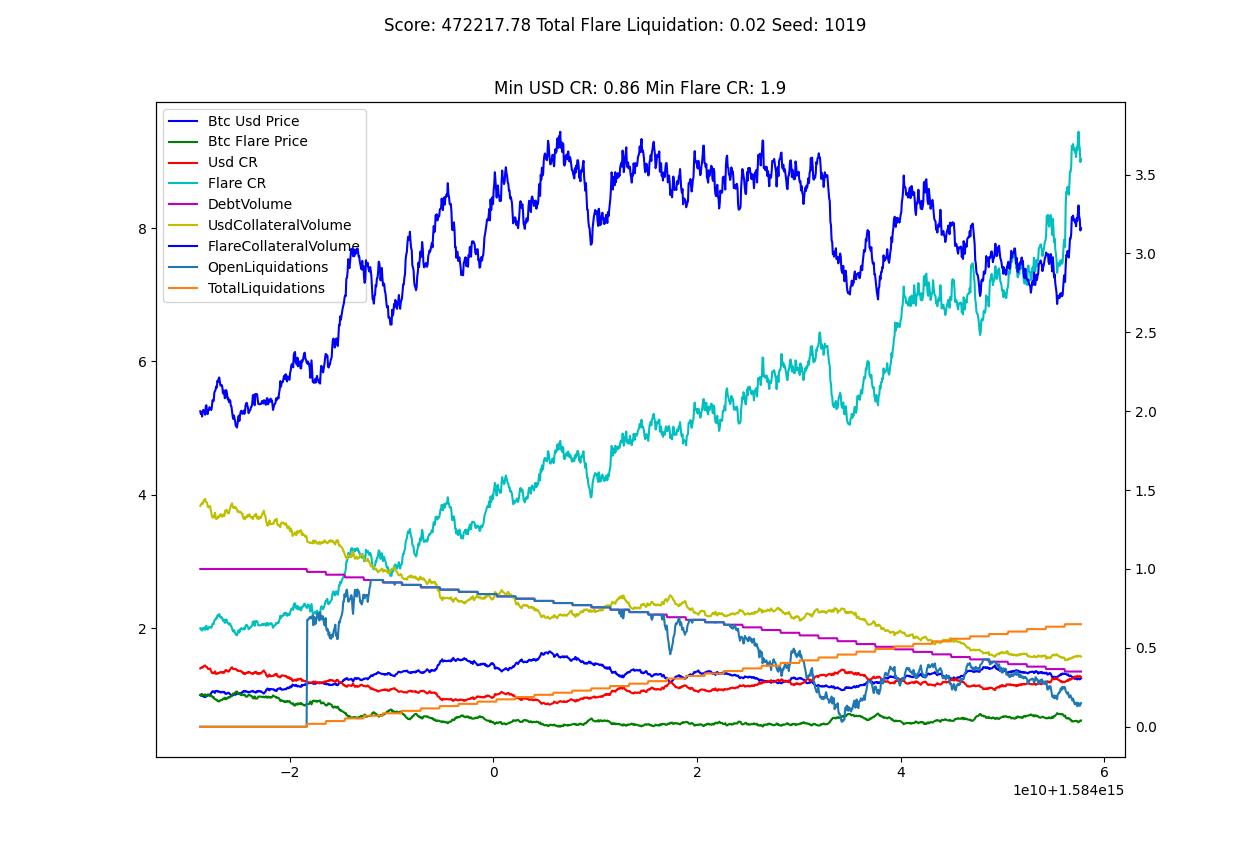 Score: 472217.78 Total Flare Liquidation: 0.02 Seed: 1019
Min USD CR: 0.86 Min Flare CR: 1.9
Btc Usd Price
Btc Flare Price
Usd CR
Flare CR
DebtVolume
UsdCollateralVolume
FlareCollateralVolume
OpenLiquidations
TotalLiquidations
8
6
4
2
3.5
3.0
2.5
2.0
1.5
1.0
0.5
0.0
−2 0 2 4 6
1e10+1.584e15